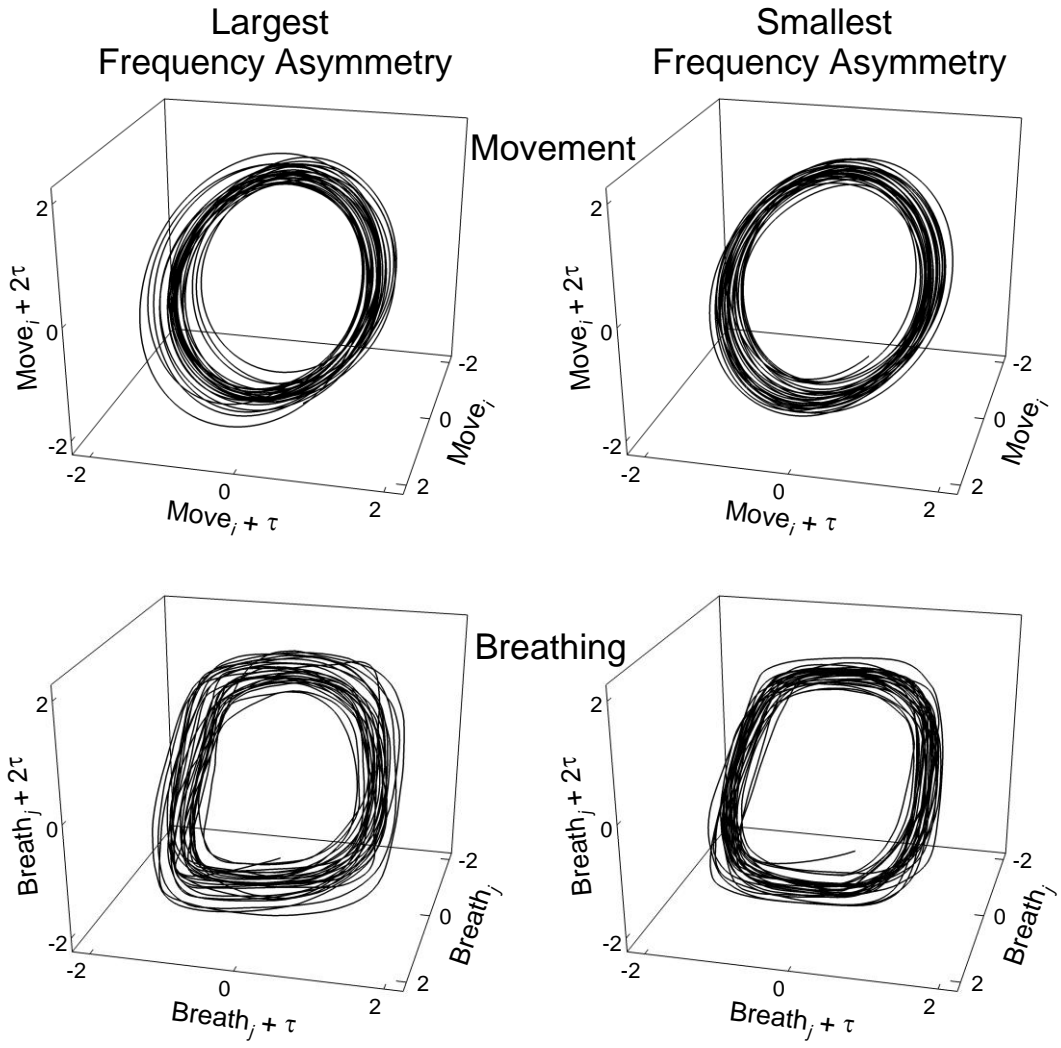 Largest
Frequency Asymmetry
Smallest
Frequency Asymmetry
Movement
2
0
-2
Move_i + 2τ
-2
0
2
Move_i + τ
-2
0
2
Move_i
2
0
-2
Move_i + 2τ
-2
0
2
Move_i + τ
-2
0
2
Move_i
Breathing
2
0
-2
Breath_j + 2τ
-2
0
2
Breath_j + τ
-2
0
2
Breath_j
2
0
-2
Breath_j + 2τ
-2
0
2
Breath_j + τ
-2
0
2
Breath_j